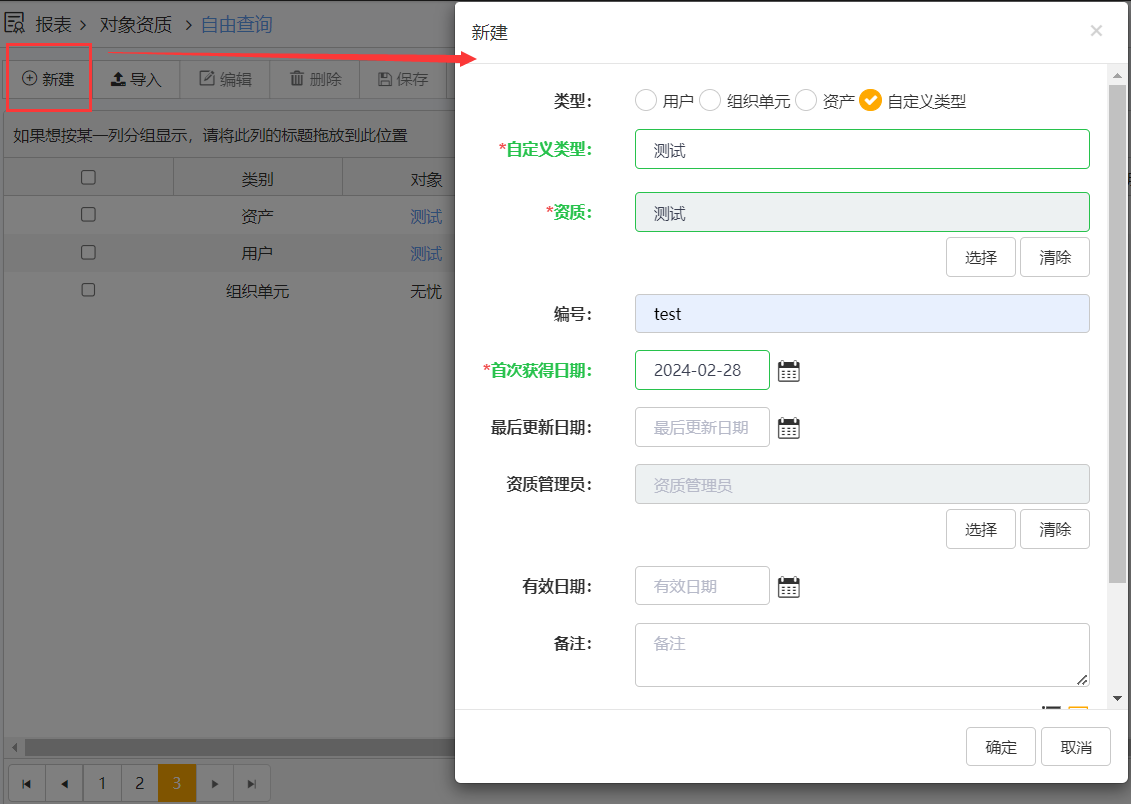 报表 > 对象资质 > 自由查询
新建 导入 编辑 删除 保存
如果想按某一列分组显示，请将此列的标题拖放到此位置
类别 对象
资产 测试
用户 测试
组织单元 无忧
1 2 3
新建 ×
类型： 用户 组织单元 资产 自定义类型
*自定义类型： 测试
*资质： 测试
选择 清除
编号： test
*首次获得日期： 2024-02-28
最后更新日期： 最后更新日期
资质管理员： 资质管理员
选择 清除
有效日期： 有效日期
备注： 备注
确定 取消